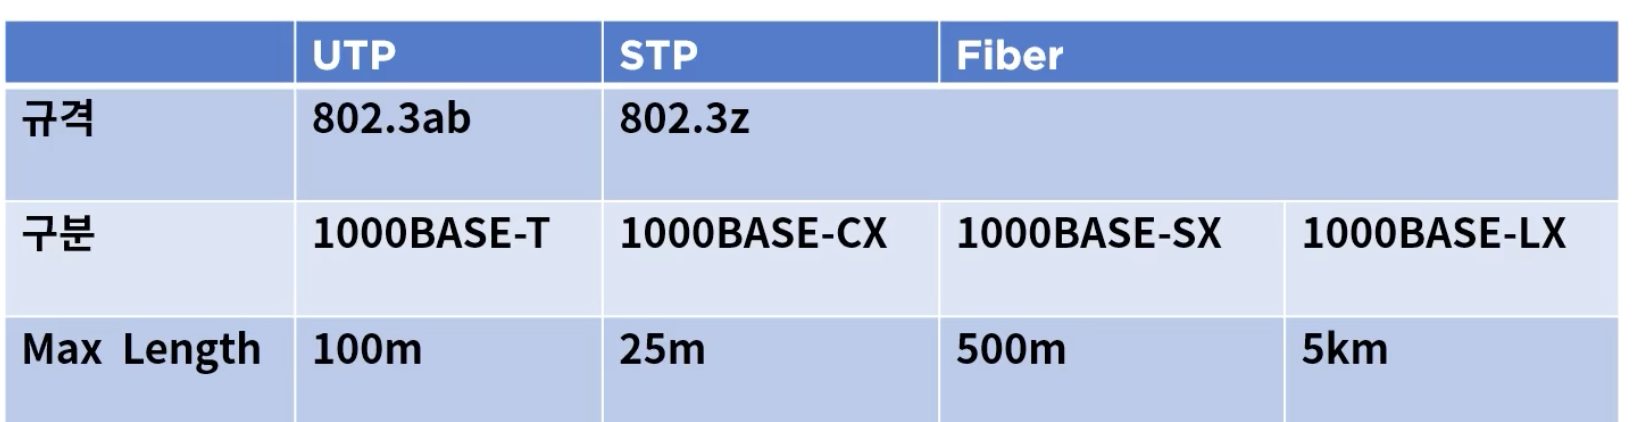 UTP STP Fiber
규격 802.3ab 802.3z
구분 1000BASE-T 1000BASE-CX 1000BASE-SX 1000BASE-LX
Max Length 100m 25m 500m 5km